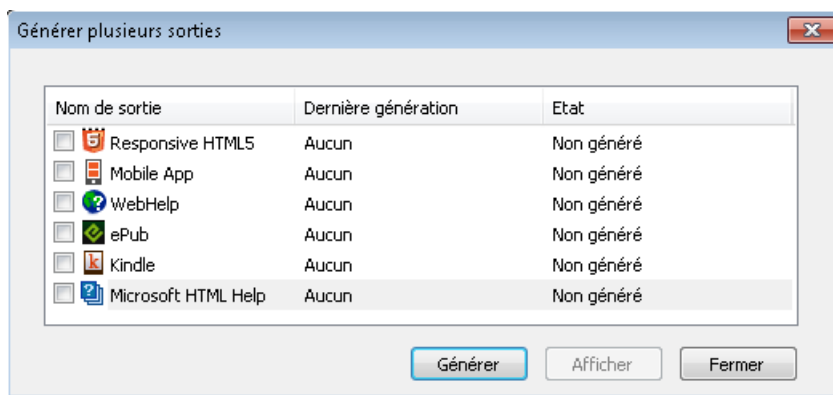 Générer plusieurs sorties
Nom de sortie Dernière génération Etat
Responsive HTML5 Aucun Non généré
Mobile App Aucun Non généré
WebHelp Aucun Non généré
ePub Aucun Non généré
Kindle Aucun Non généré
Microsoft HTML Help Aucun Non généré
Générer Afficher Fermer